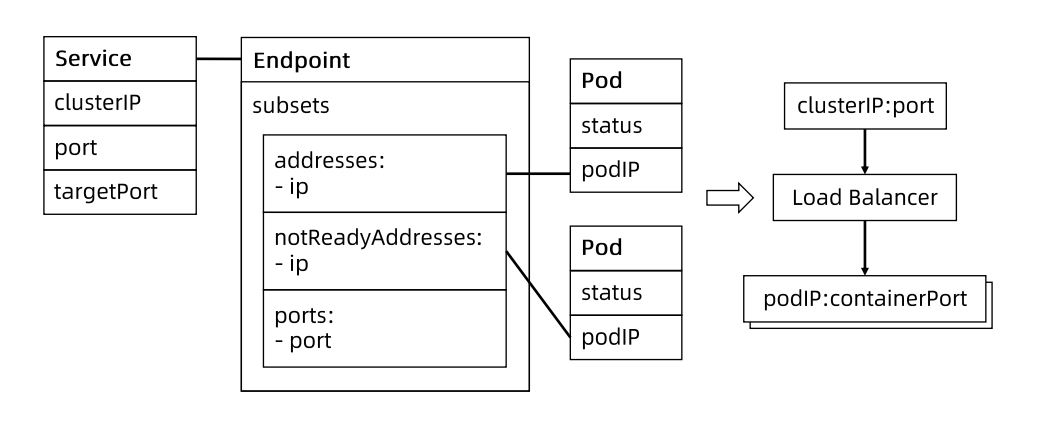 Service
clusterIP
port
targetPort
Endpoint
subsets
addresses:
- ip
notReadyAddresses:
- ip
ports:
- port
Pod
status
podIP
Pod
status
podIP
clusterIP:port
Load Balancer
podIP:containerPort